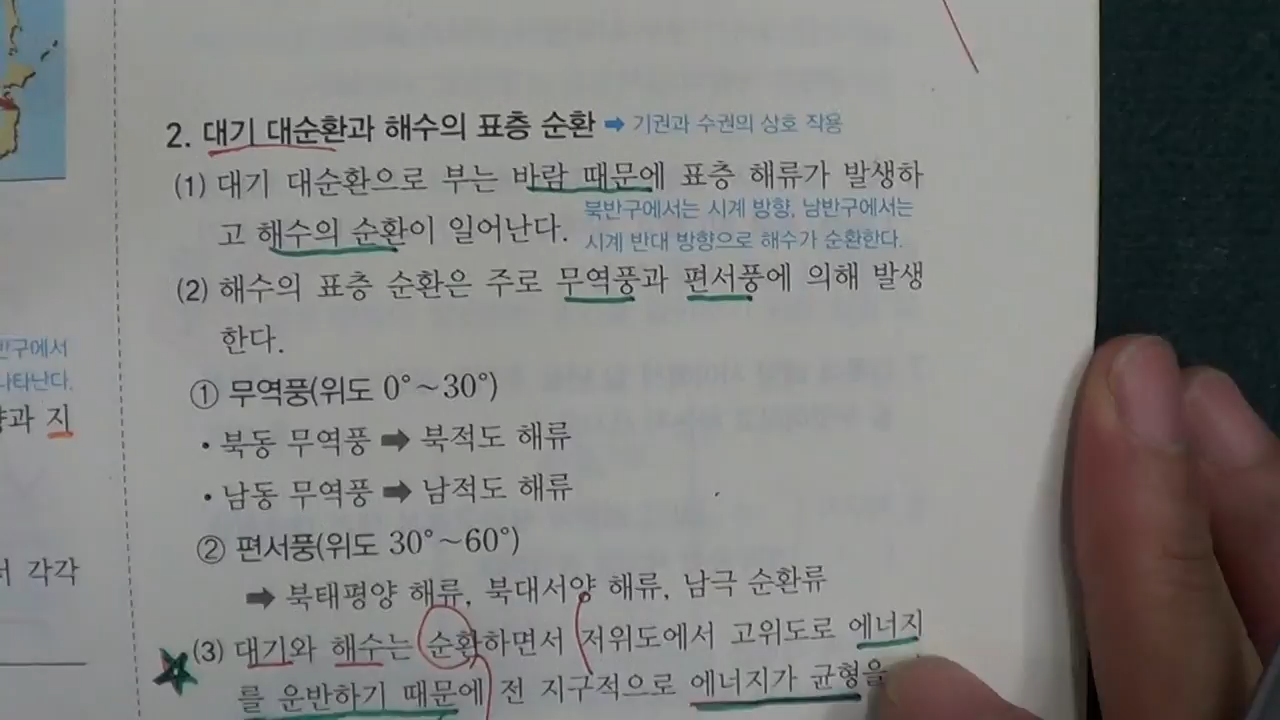 2. 대기 대순환과 해수의 표층 순환 ➡ 기권과 수권의 상호 작용
(1) 대기 대순환으로 부는 바람 때문에 표층 해류가 발생하
고 해수의 순환이 일어난다.
북반구에서는 시계 방향, 남반구에서는
시계 반대 방향으로 해수가 순환한다.
(2) 해수의 표층 순환은 주로 무역풍과 편서풍에 의해 발생
한다.
① 무역풍(위도 0°~30°)
• 북동 무역풍 ➡ 북적도 해류
• 남동 무역풍 ➡ 남적도 해류
② 편서풍(위도 30°~60°)
➡ 북태평양 해류, 북대서양 해류, 남극 순환류
(3) 대기와 해수는 순환하면서 저위도에서 고위도로 에너지
를 운반하기 때문에 전 지구적으로 에너지가 균형을
반구에서
나타난다.
과 지
각각